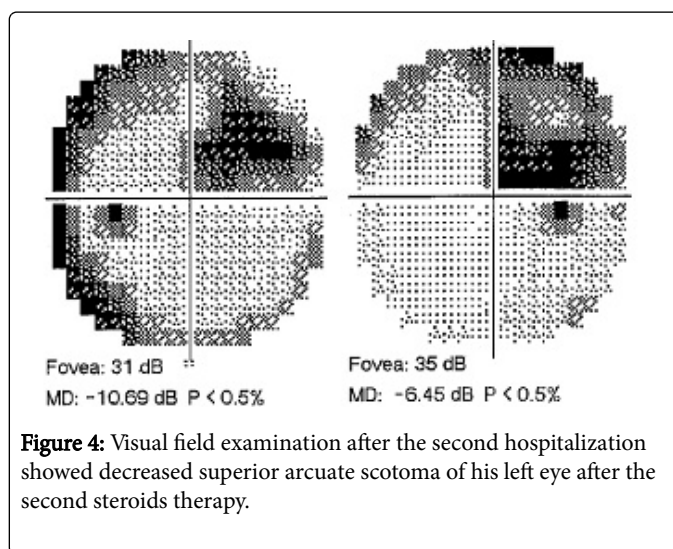 Fovea: 31 dB
MD: -10.69 dB P < 0.5%
Fovea: 35 dB
MD: -6.45 dB P < 0.5%
Figure 4: Visual field examination after the second hospitalization
showed decreased superior arcuate scotoma of his left eye after the
second steroids therapy.